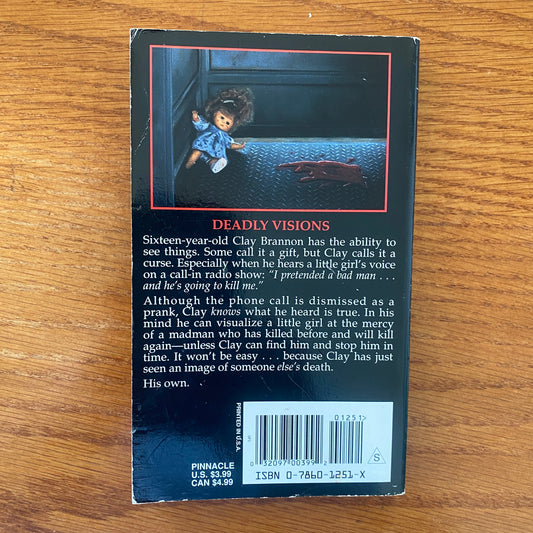 DEADLY VISIONS
Sixteen-year-old Clay Brannon has the ability to
see things. Some call it a gift, but Clay calls it a
curse. Especially when he hears a little girl's voice
on a call-in radio show: "I pretended a bad man . . .
and he's going to kill me."
Although the phone call is dismissed as a
prank, Clay knows what he heard is true. In his
mind he can visualize a little girl at the mercy
of a madman who has killed before and will kill
again—unless Clay can find him and stop him in
time. It won't be easy . . . because Clay has just
seen an image of someone else's death.
His own.
PRINTED IN U.S.A.
01251>
0 32097 00399 2
S
PINNACLE
U.S. $3.99
CAN $4.99
ISBN 0-7860-1251-X